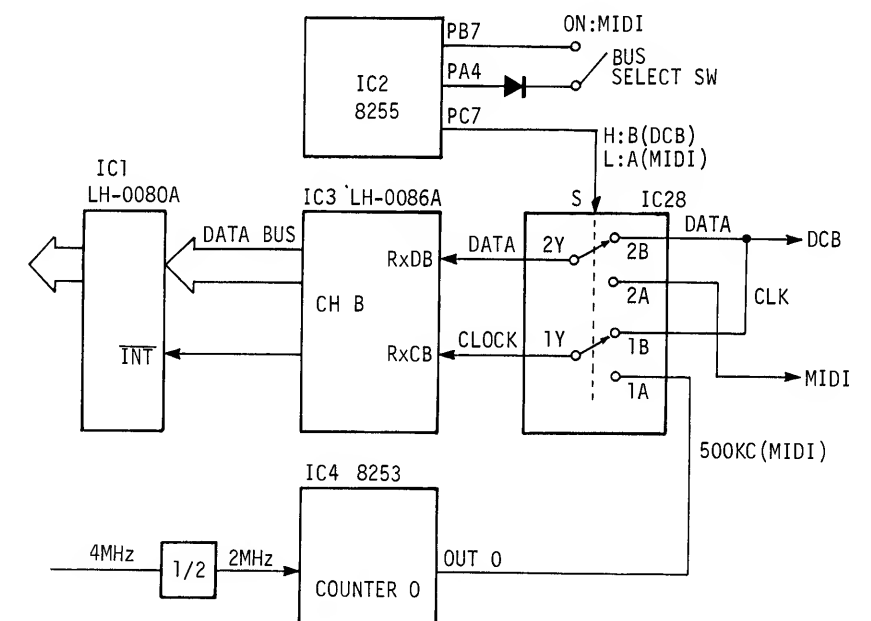 PB7
ON:MIDI
IC2
8255
PA4
BUS
SELECT SW
PC7
H:B(DCB)
L:A(MIDI)
IC1
LH-0080A
IC3 LH-0086A
S
IC28
DATA BUS
RxDB
DATA
2Y
2B
DATA
DCB
2A
CLK
CH B
INT
RxCB
CLOCK
1Y
1B
MIDI
1A
500KC(MIDI)
IC4 8253
4MHz
1/2
2MHz
OUT 0
COUNTER 0